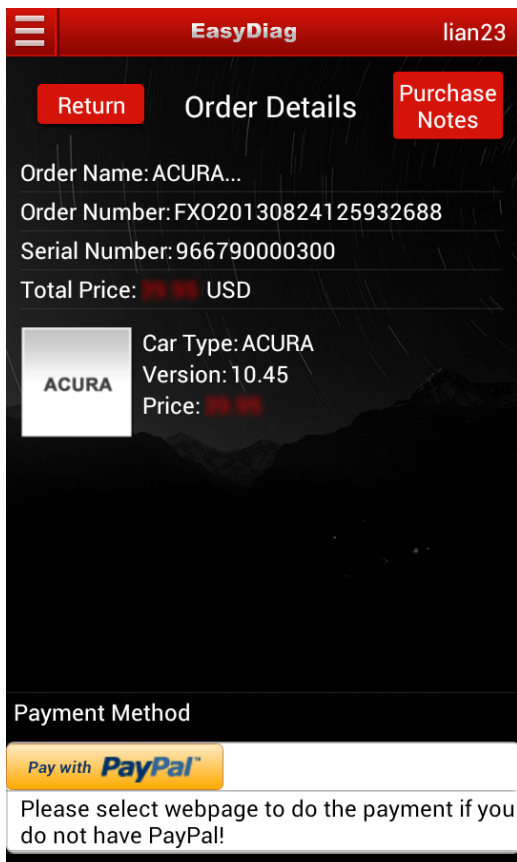 EasyDiag
lian23
Return
Order Details
Purchase
Notes
Order Name: ACURA...
Order Number: FXO20130824125932688
Serial Number: 966790000300
Total Price: USD
ACURA
Car Type: ACURA
Version: 10.45
Price:
Payment Method
Pay with PayPal™
Please select webpage to do the payment if you
do not have PayPal!